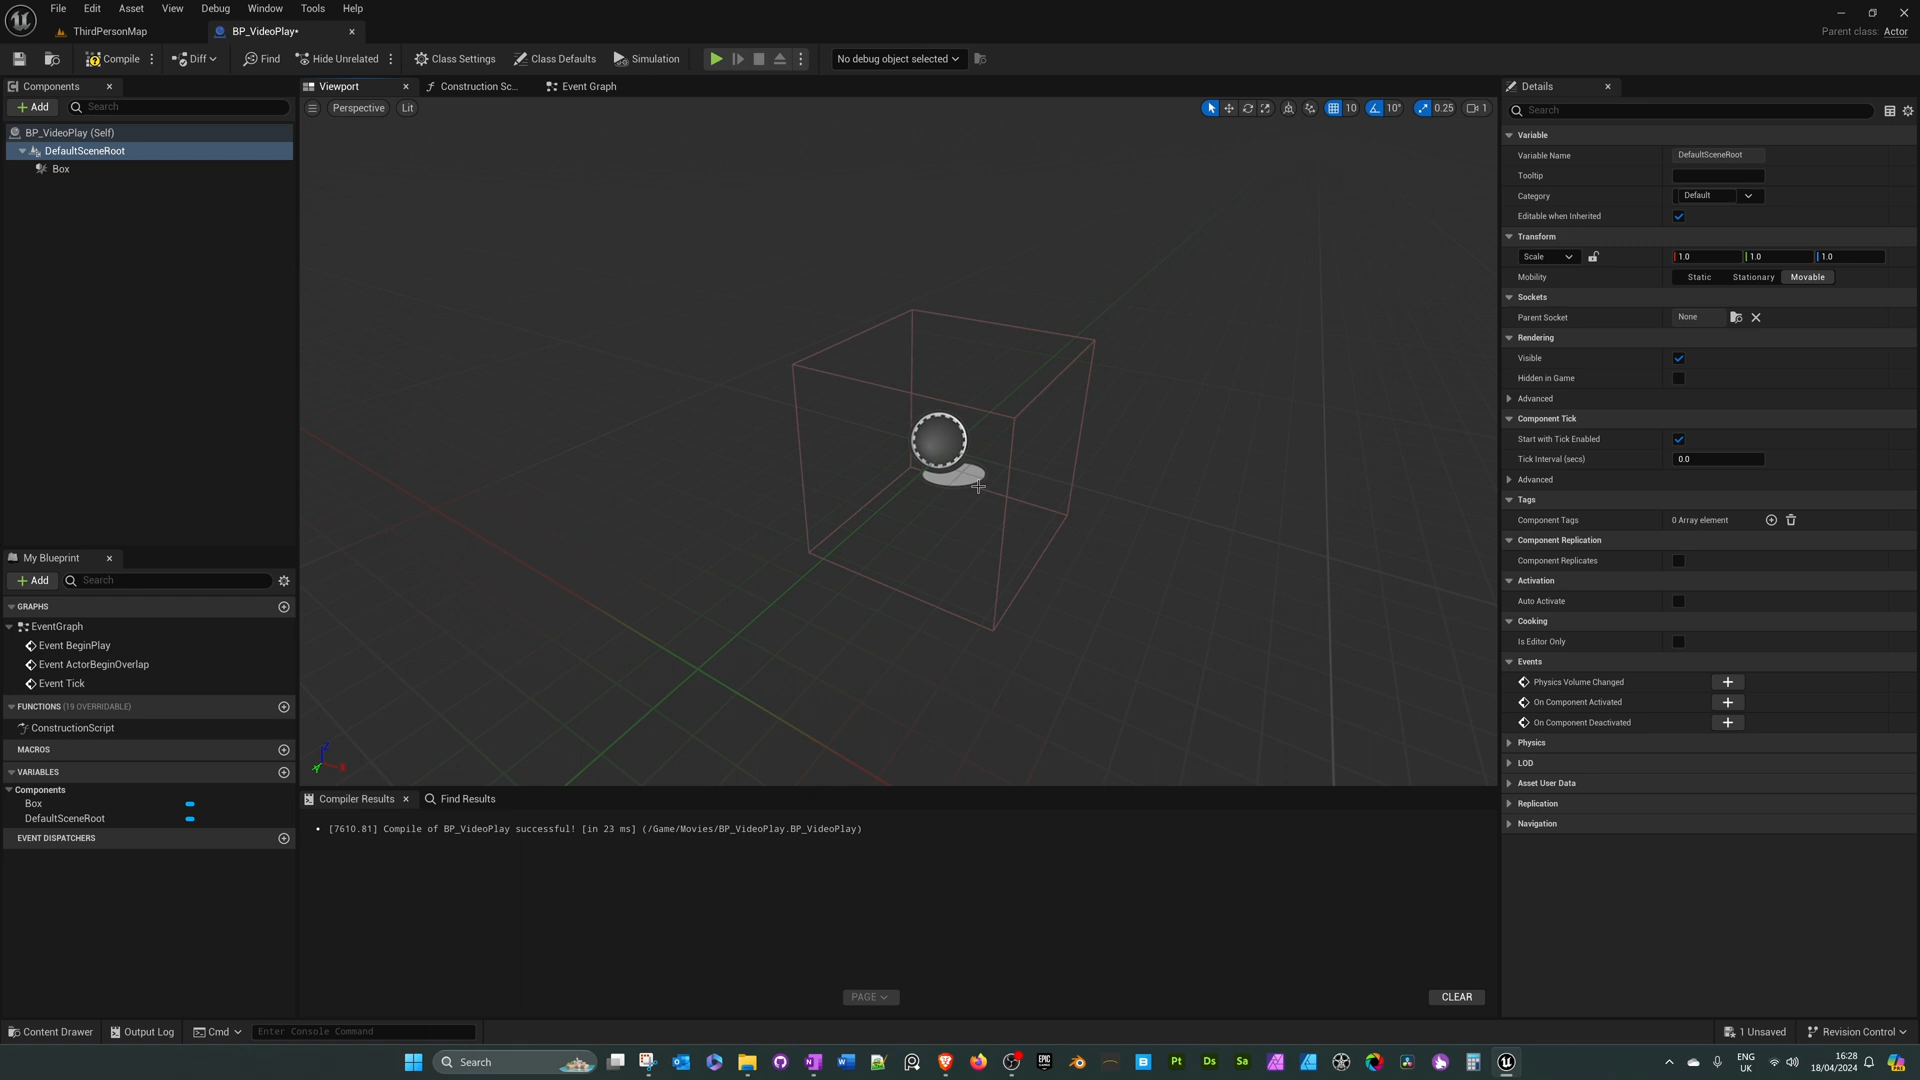 File Edit Asset View Debug Window Tools Help
ThirdPersonMap BP_VideoPlay*
Parent class: Actor
Compile Diff Find Hide Unrelated Class Settings Class Defaults Simulation No debug object selected
Components
Add Search
BP_VideoPlay (Self)
DefaultSceneRoot
Box
My Blueprint
Add Search
GRAPHS
EventGraph
Event BeginPlay
Event ActorBeginOverlap
Event Tick
FUNCTIONS (19 OVERRIDABLE)
ConstructionScript
MACROS
VARIABLES
Components
Box
DefaultSceneRoot
EVENT DISPATCHERS
Viewport Construction Sc... Event Graph
Perspective Lit 10 10° 0.25 1
Z
Y X
Compiler Results Find Results
• [7610.81] Compile of BP_VideoPlay successful! [in 23 ms] (/Game/Movies/BP_VideoPlay.BP_VideoPlay)
PAGE CLEAR
Details
Search
Variable
Variable Name DefaultSceneRoot
Tooltip
Category Default
Editable when Inherited
Transform
Scale 1.0 1.0 1.0
Mobility Static Stationary Movable
Sockets
Parent Socket None
Rendering
Visible
Hidden in Game
Advanced
Component Tick
Start with Tick Enabled
Tick Interval (secs) 0.0
Advanced
Tags
Component Tags 0 Array element
Component Replication
Component Replicates
Activation
Auto Activate
Cooking
Is Editor Only
Events
Physics Volume Changed
On Component Activated
On Component Deactivated
Physics
LOD
Asset User Data
Replication
Navigation
Content Drawer Output Log Cmd Enter Console Command 1 Unsaved Revision Control
Search Pt Ds Sa ENG 16:28
UK 18/04/2024